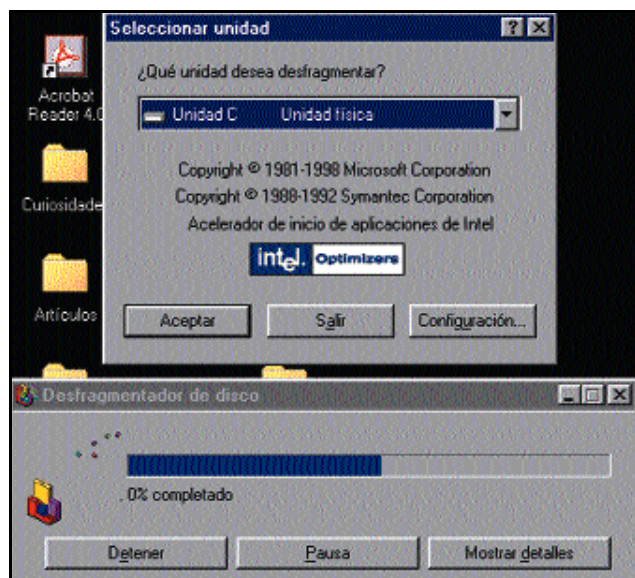 Seleccionar unidad
¿Qué unidad desea desfragmentar?
Unidad C Unidad física
Copyright © 1981-1998 Microsoft Corporation
Copyright © 1988-1992 Symantec Corporation
Acelerador de inicio de aplicaciones de Intel
intel. Optimizers
Aceptar Salir Configuración...
Acrobat
Reader 4.0
Curiosidade
Artículos
Desfragmentador de disco
. 0% completado
Detener Pausa Mostrar detalles